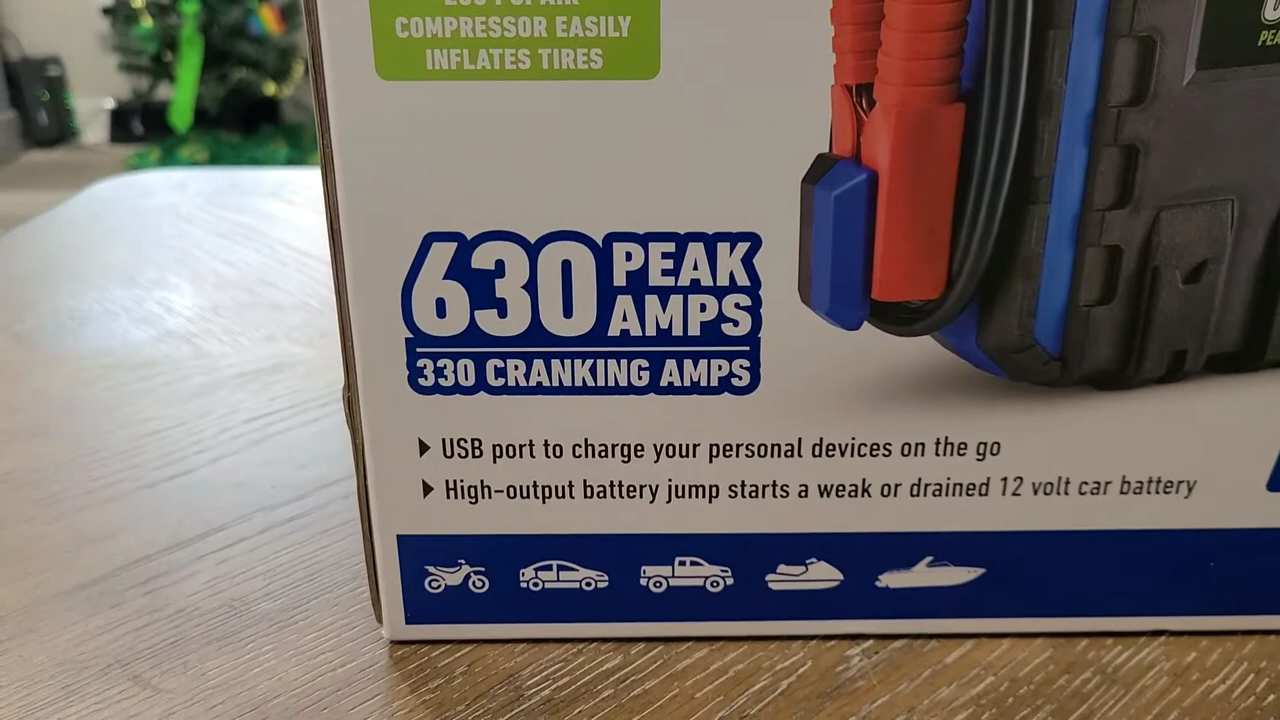 COMPRESSOR EASILY
INFLATES TIRES
630 PEAK
AMPS
330 CRANKING AMPS
▶ USB port to charge your personal devices on the go
▶ High-output battery jump starts a weak or drained 12 volt car battery